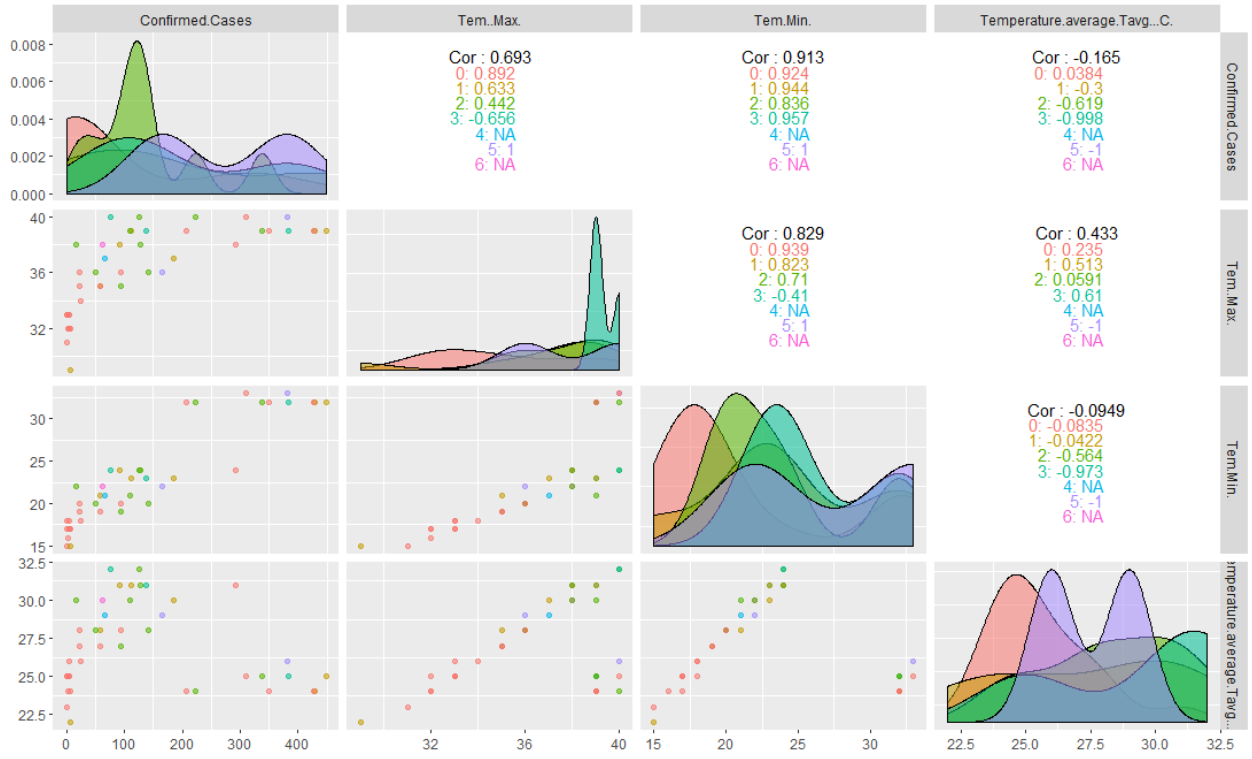 Confirmed.Cases
Tem..Max.
Tem.Min.
Temperature.average.Tavg...C.
0.008
0.006
0.004
0.002
0.000
Cor : 0.693
0: 0.892
1: 0.633
2: 0.442
3: -0.656
4: NA
5: 1
6: NA
Cor : 0.913
0: 0.924
1: 0.944
2: 0.836
3: 0.957
4: NA
5: 1
6: NA
Cor : -0.165
0: 0.0384
1: -0.3
2: -0.619
3: -0.998
4: NA
5: -1
6: NA
Confirmed.Cases
40
36
32
Cor : 0.829
0: 0.939
1: 0.823
2: 0.71
3: -0.41
4: NA
5: 1
6: NA
Cor : 0.433
0: 0.235
1: 0.513
2: 0.0591
3: 0.61
4: NA
5: -1
6: NA
Tem..Max.
30
25
20
15
Cor : -0.0949
0: -0.0835
1: -0.0422
2: -0.564
3: -0.973
4: NA
5: -1
6: NA
Tem.Min.
32.5
30.0
27.5
25.0
22.5
emperature.average.Tavg...
0
100
200
300
400
32
36
40
15
20
25
30
22.5
25.0
27.5
30.0
32.5